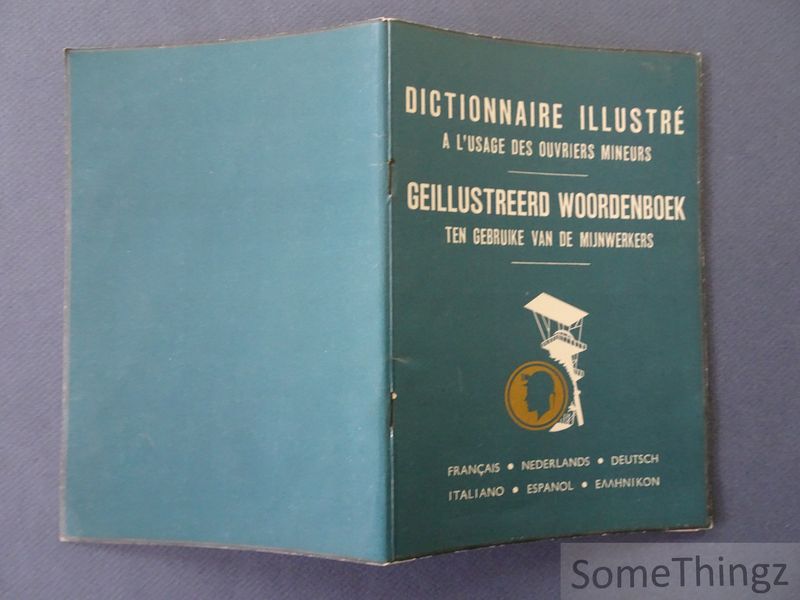 DICTIONNAIRE ILLUSTRÉ
A L'USAGE DES OUVRIERS MINEURS
GEILLUSTREERD WOORDENBOEK
TEN GEBRUIKE VAN DE MIJNWERKERS
FRANÇAIS • NEDERLANDS • DEUTSCH
ITALIANO • ESPANOL • ΕΛΛΗΝΙΚΟΝ
SomeThingz